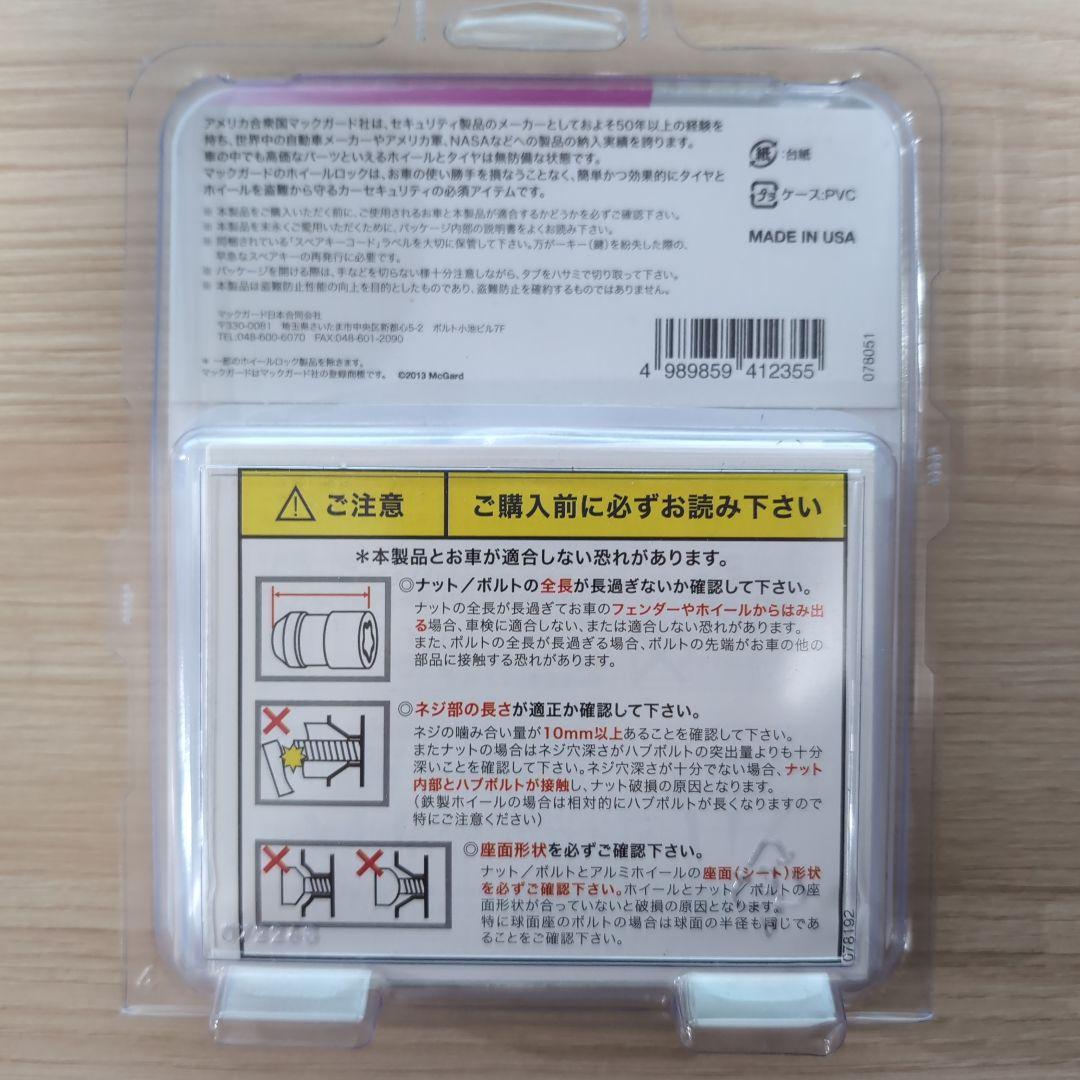 アメリカ合衆国マックガード社は、セキュリティ製品のメーカーとしておよそ50年以上の経験を
持ち、世界中の自動車メーカーやアメリカ軍、NASAなどへの製品の納入実績を誇ります。
車の中でも高価なパーツといえるホイールとタイヤは無防備な状態です。
マックガードのホイールロックは、お車の使い勝手を損なうことなく、簡単かつ効果的にタイヤと
ホイールを盗難から守るカーセキュリティの必須アイテムです。
※本製品をご購入いただく前に、ご使用されるお車と本製品が適合するかどうかを必ずご確認下さい。
※本製品を末永くご愛用いただくために、パッケージ内部の説明書をよくお読み下さい。
※同梱されている「スペアキーコード」ラベルを大切に保管して下さい。万が一キー(鍵)を紛失した際の、
早急なスペアキーの再発行に必要です。
※パッケージを開ける際は、手などを切らない様十分注意しながら、タブをハサミで切り取って下さい。
※本製品は盗難防止性能の向上を目的としたものであり、盗難防止を確約するものではありません。
マックガード日本合同会社
〒330-0081 埼玉県さいたま市中央区新都心5-2 ポルト小池ビル7F
TEL:048-600-6070 FAX:048-601-2090
* 一部のホイールロック製品を除きます。
マックガードはマックガード社の登録商標です。 ©2013 McGard
紙:台紙
プラ ケース:PVC
MADE IN USA
4 989859 412355
078051
ご注意
ご購入前に必ずお読み下さい
*本製品とお車が適合しない恐れがあります。
◎ナット/ボルトの全長が長過ぎないか確認して下さい。
ナットの全長が長過ぎてお車のフェンダーやホイールからはみ出
る場合、車検に適合しない、または適合しない恐れがあります。
また、ボルトの全長が長過ぎる場合、ボルトの先端がお車の他の
部品に接触する恐れがあります。
◎ネジ部の長さが適正か確認して下さい。
ネジの噛み合い量が10mm以上あることを確認して下さい。
またナットの場合はネジ穴深さがハブボルトの突出量よりも十分
深いことを確認して下さい。ネジ穴深さが十分でない場合、ナット
内部とハブボルトが接触し、ナット破損の原因となります。
(鉄製ホイールの場合は相対的にハブボルトが長くなりますので
特にご注意ください)
◎座面形状を必ずご確認下さい。
ナット/ボルトとアルミホイールの座面(シート)形状
を必ずご確認下さい。ホイールとナット/ボルトの座
面形状が合っていないと破損の原因となります。
特に球面座のボルトの場合は球面の半径も同じであ
ることをご確認下さい。
078192